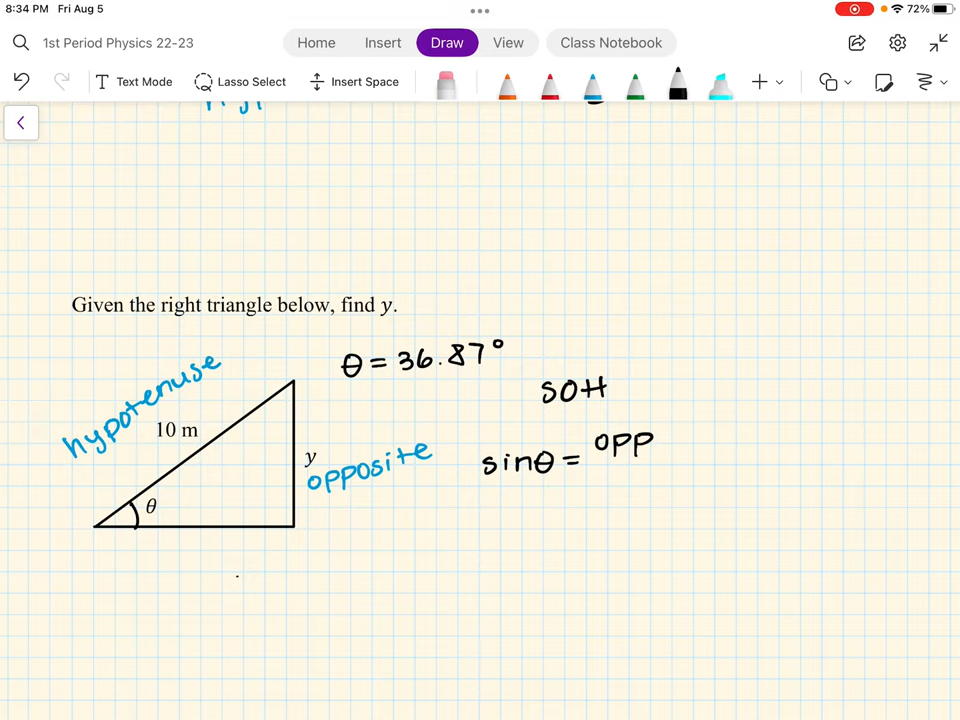 8:34 PM Fri Aug 5
72%
1st Period Physics 22-23
Home Insert Draw View Class Notebook
Text Mode Lasso Select Insert Space
Given the right triangle below, find y.
θ = 36.87°
hypotenuse
SOH
10 m
y
opposite
sinθ = opp
θ